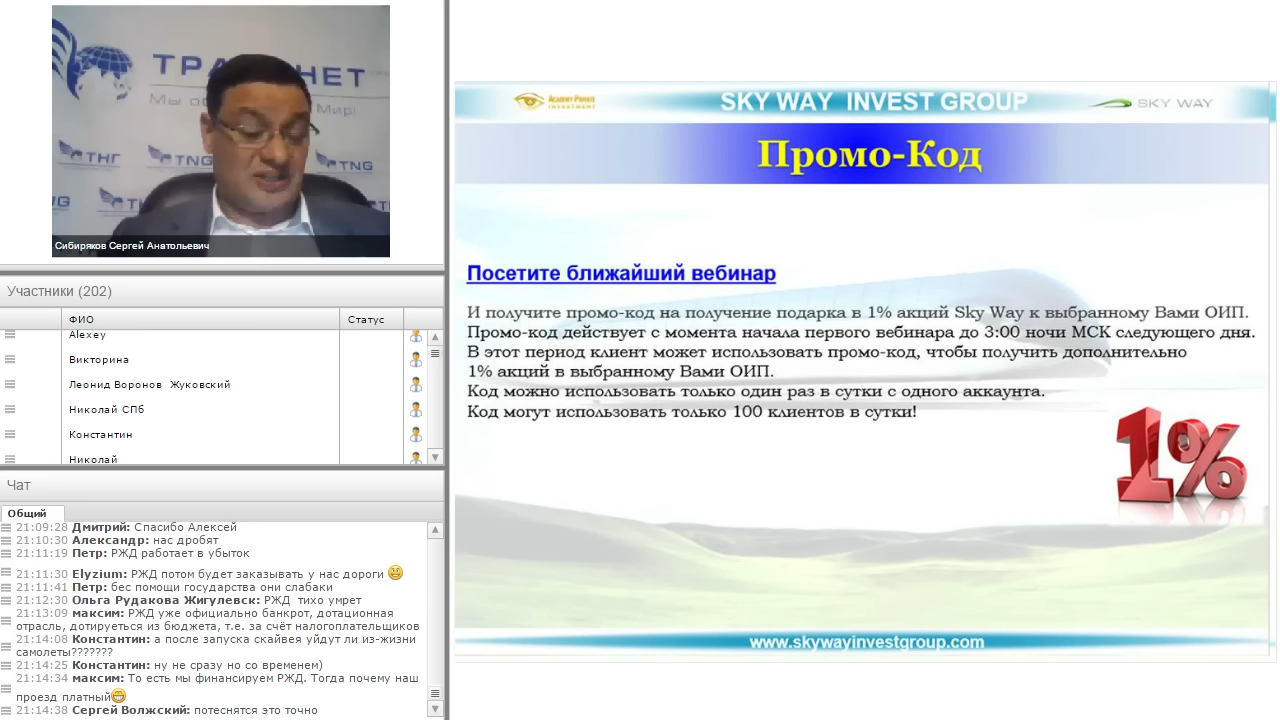 ТНГ
TNG
TNG
Сибиряков Сергей Анатольевич
Участники (202)
ФИО
Статус
Alexey
Викторина
Леонид Воронов Жуковский
Николай СПб
Константин
Николай
Чат
Общий
21:09:28 Дмитрий: Спасибо Алексей
21:10:30 Александр: нас дробят
21:11:19 Петр: РЖД работает в убыток
21:11:30 Elyzium: РЖД потом будет заказывать у нас дороги
21:11:41 Петр: бес помощи государства они слабаки
21:12:30 Ольга Рудакова Жигулевск: РЖД тихо умрет
21:13:09 максим: РЖД уже официально банкрот, дотационная
отрасль, дотируеться из бюджета, т.е. за счёт налогоплательщиков
21:14:08 Константин: а после запуска скайвея уйдут ли из-жизни
самолеты???????
21:14:25 Константин: ну не сразу но со временем)
21:14:34 максим: То есть мы финансируем РЖД. Тогда почему наш
проезд платный
21:14:38 Сергей Волжский: потеснятся это точно
ACADEMY PRIVATE
INVESTMENT
SKY WAY INVEST GROUP
SKY WAY
Промо-Код
Посетите ближайший вебинар
И получите промо-код на получение подарка в 1% акций Sky Way к выбранному Вами ОИП.
Промо-код действует с момента начала первого вебинара до 3:00 ночи МСК следующего дня.
В этот период клиент может использовать промо-код, чтобы получить дополнительно
1% акций в выбранному Вами ОИП.
Код можно использовать только один раз в сутки с одного аккаунта.
Код могут использовать только 100 клиентов в сутки!
1%
www.skywayinvestgroup.com